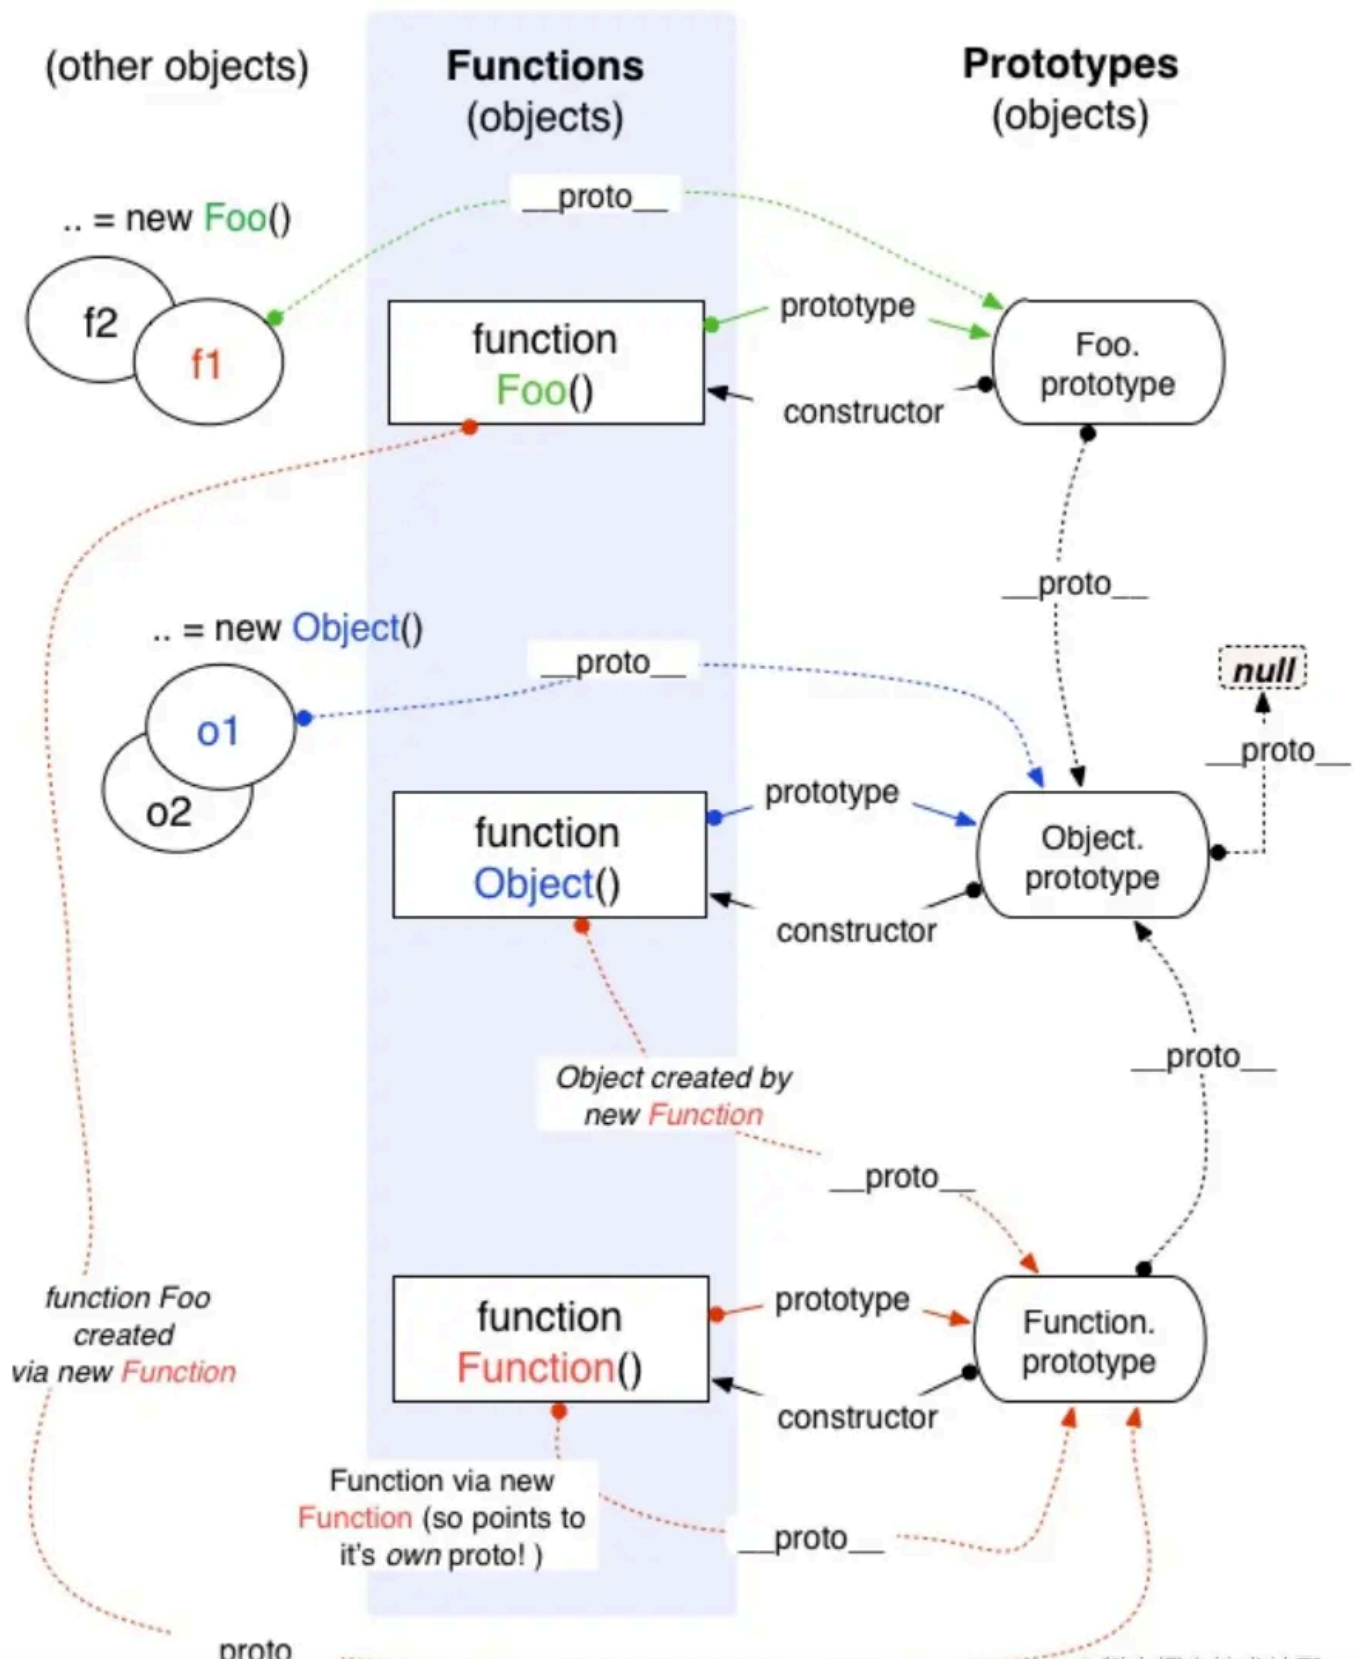 (other objects)
Functions
(objects)
Prototypes
(objects)
__proto__
.. = new Foo()
f2
f1
function
Foo()
prototype
constructor
Foo.
prototype
__proto__
.. = new Object()
__proto__
null
__proto__
o1
o2
function
Object()
prototype
constructor
Object.
prototype
Object created by
new Function
__proto__
__proto__
function Foo
created
via new Function
function
Function()
prototype
constructor
Function.
prototype
Function via new
Function (so points to
it's own proto! )
__proto__
proto